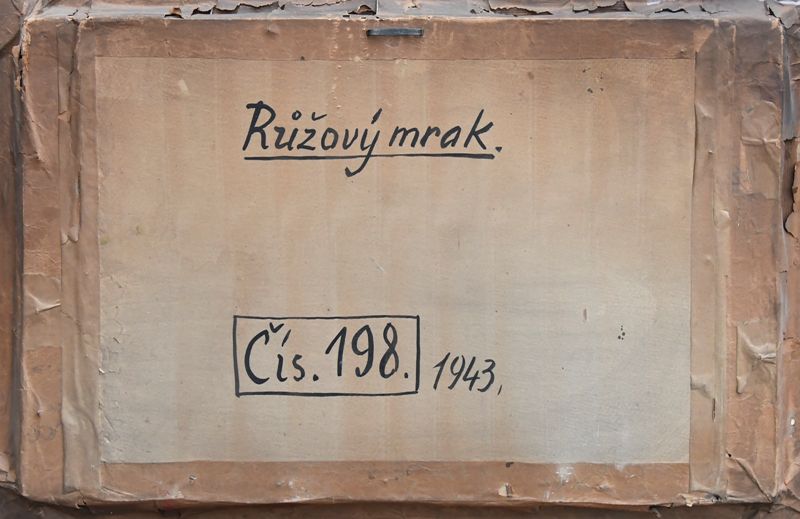 Růžový mrak.
Čís. 198. 1943,